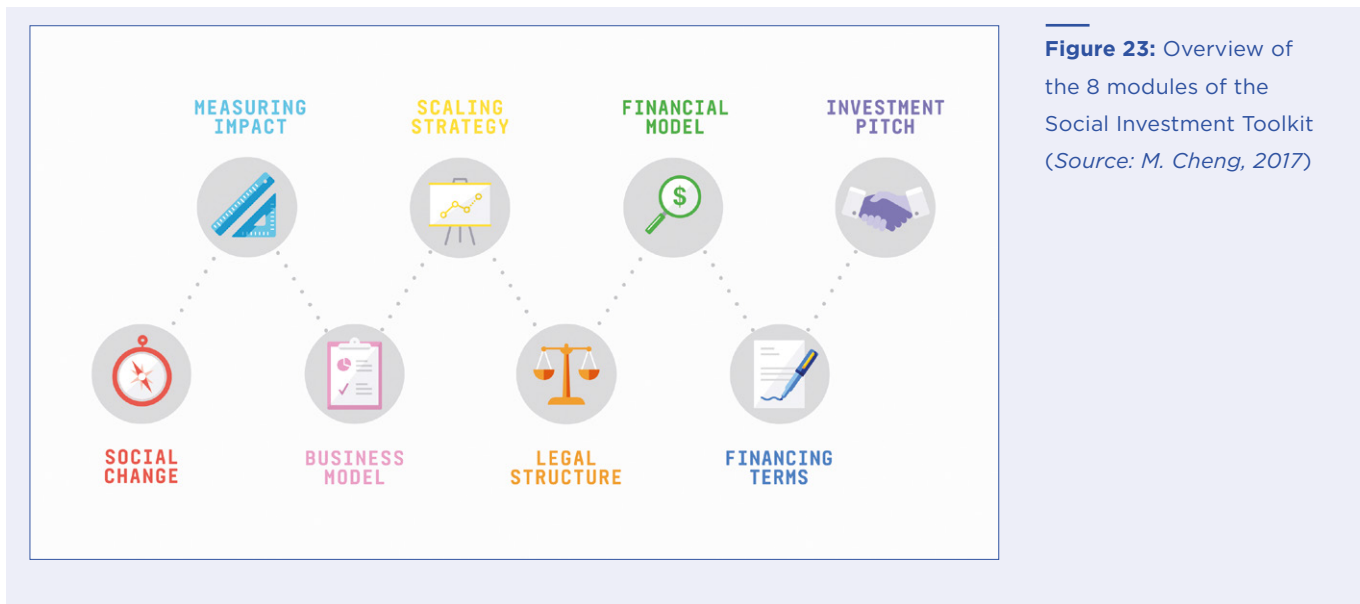 MEASURING
IMPACT
SCALING
STRATEGY
FINANCIAL
MODEL
INVESTMENT
PITCH
$
SOCIAL
CHANGE
BUSINESS
MODEL
LEGAL
STRUCTURE
FINANCING
TERMS
Figure 23: Overview of
the 8 modules of the
Social Investment Toolkit
(Source: M. Cheng, 2017)